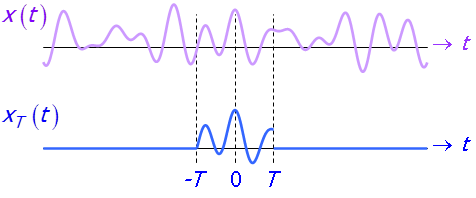 x(t)
→ t
x_T(t)
→ t
-T 0 T